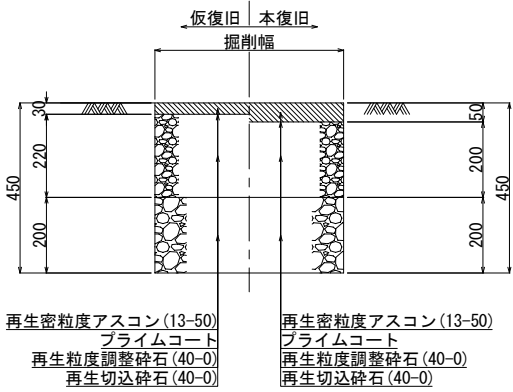 仮復旧 本復旧
掘削幅
30
220
200
450
50
200
200
450
再生密粒度アスコン(13-50)
プライムコート
再生粒度調整砕石(40-0)
再生切込砕石(40-0)
再生密粒度アスコン(13-50)
プライムコート
再生粒度調整砕石(40-0)
再生切込砕石(40-0)